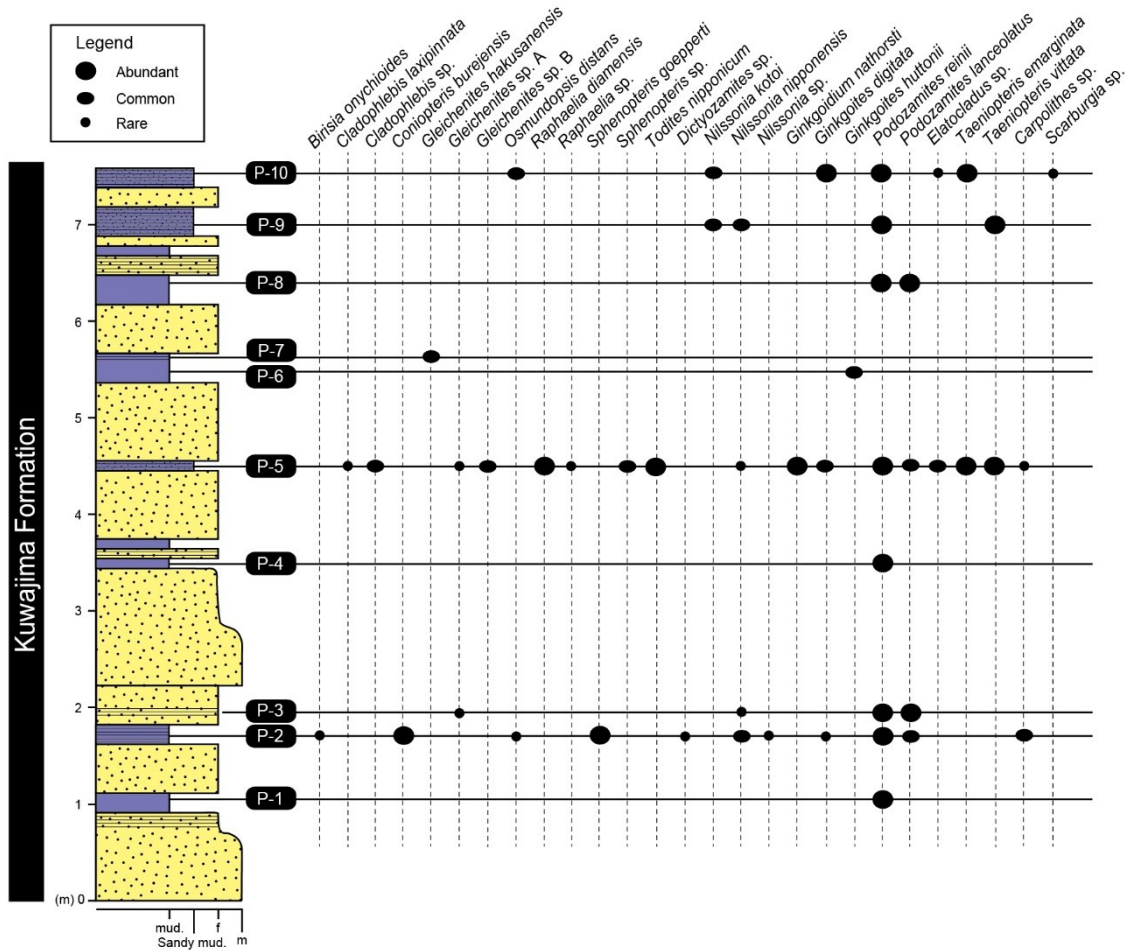 Legend
Abundant
Common
Rare
Birisia onychioides
Cladophlebis laxipinnata
Cladophlebis sp.
Coniopteris burejensis
Gleichenites hakusanensis
Gleichenites sp. A
Gleichenites sp. B
Osmundopsis distans
Raphaelia diamensis
Raphaelia sp.
Sphenopteris goepperti
Sphenopteris sp.
Todites nipponicum
Diclyozamites sp.
Nilssonia kotoi
Nilssonia nipponensis
Nilssonia sp.
Ginkgoidium nathorsti
Ginkgoites digitata
Ginkgoites huttonii
Podozamites reinii
Podozamites lanceolatus
Elatocladus sp.
Taeniopteris emarginata
Taeniopteris vittata
Carpolithes sp.
Scarburgia sp.
Kuwajima Formation
P-10
7
P-9
P-8
6
P-7
P-6
5
P-5
4
P-4
3
2
P-3
P-2
1
P-1
(m) 0
mud. f
Sandy mud. m